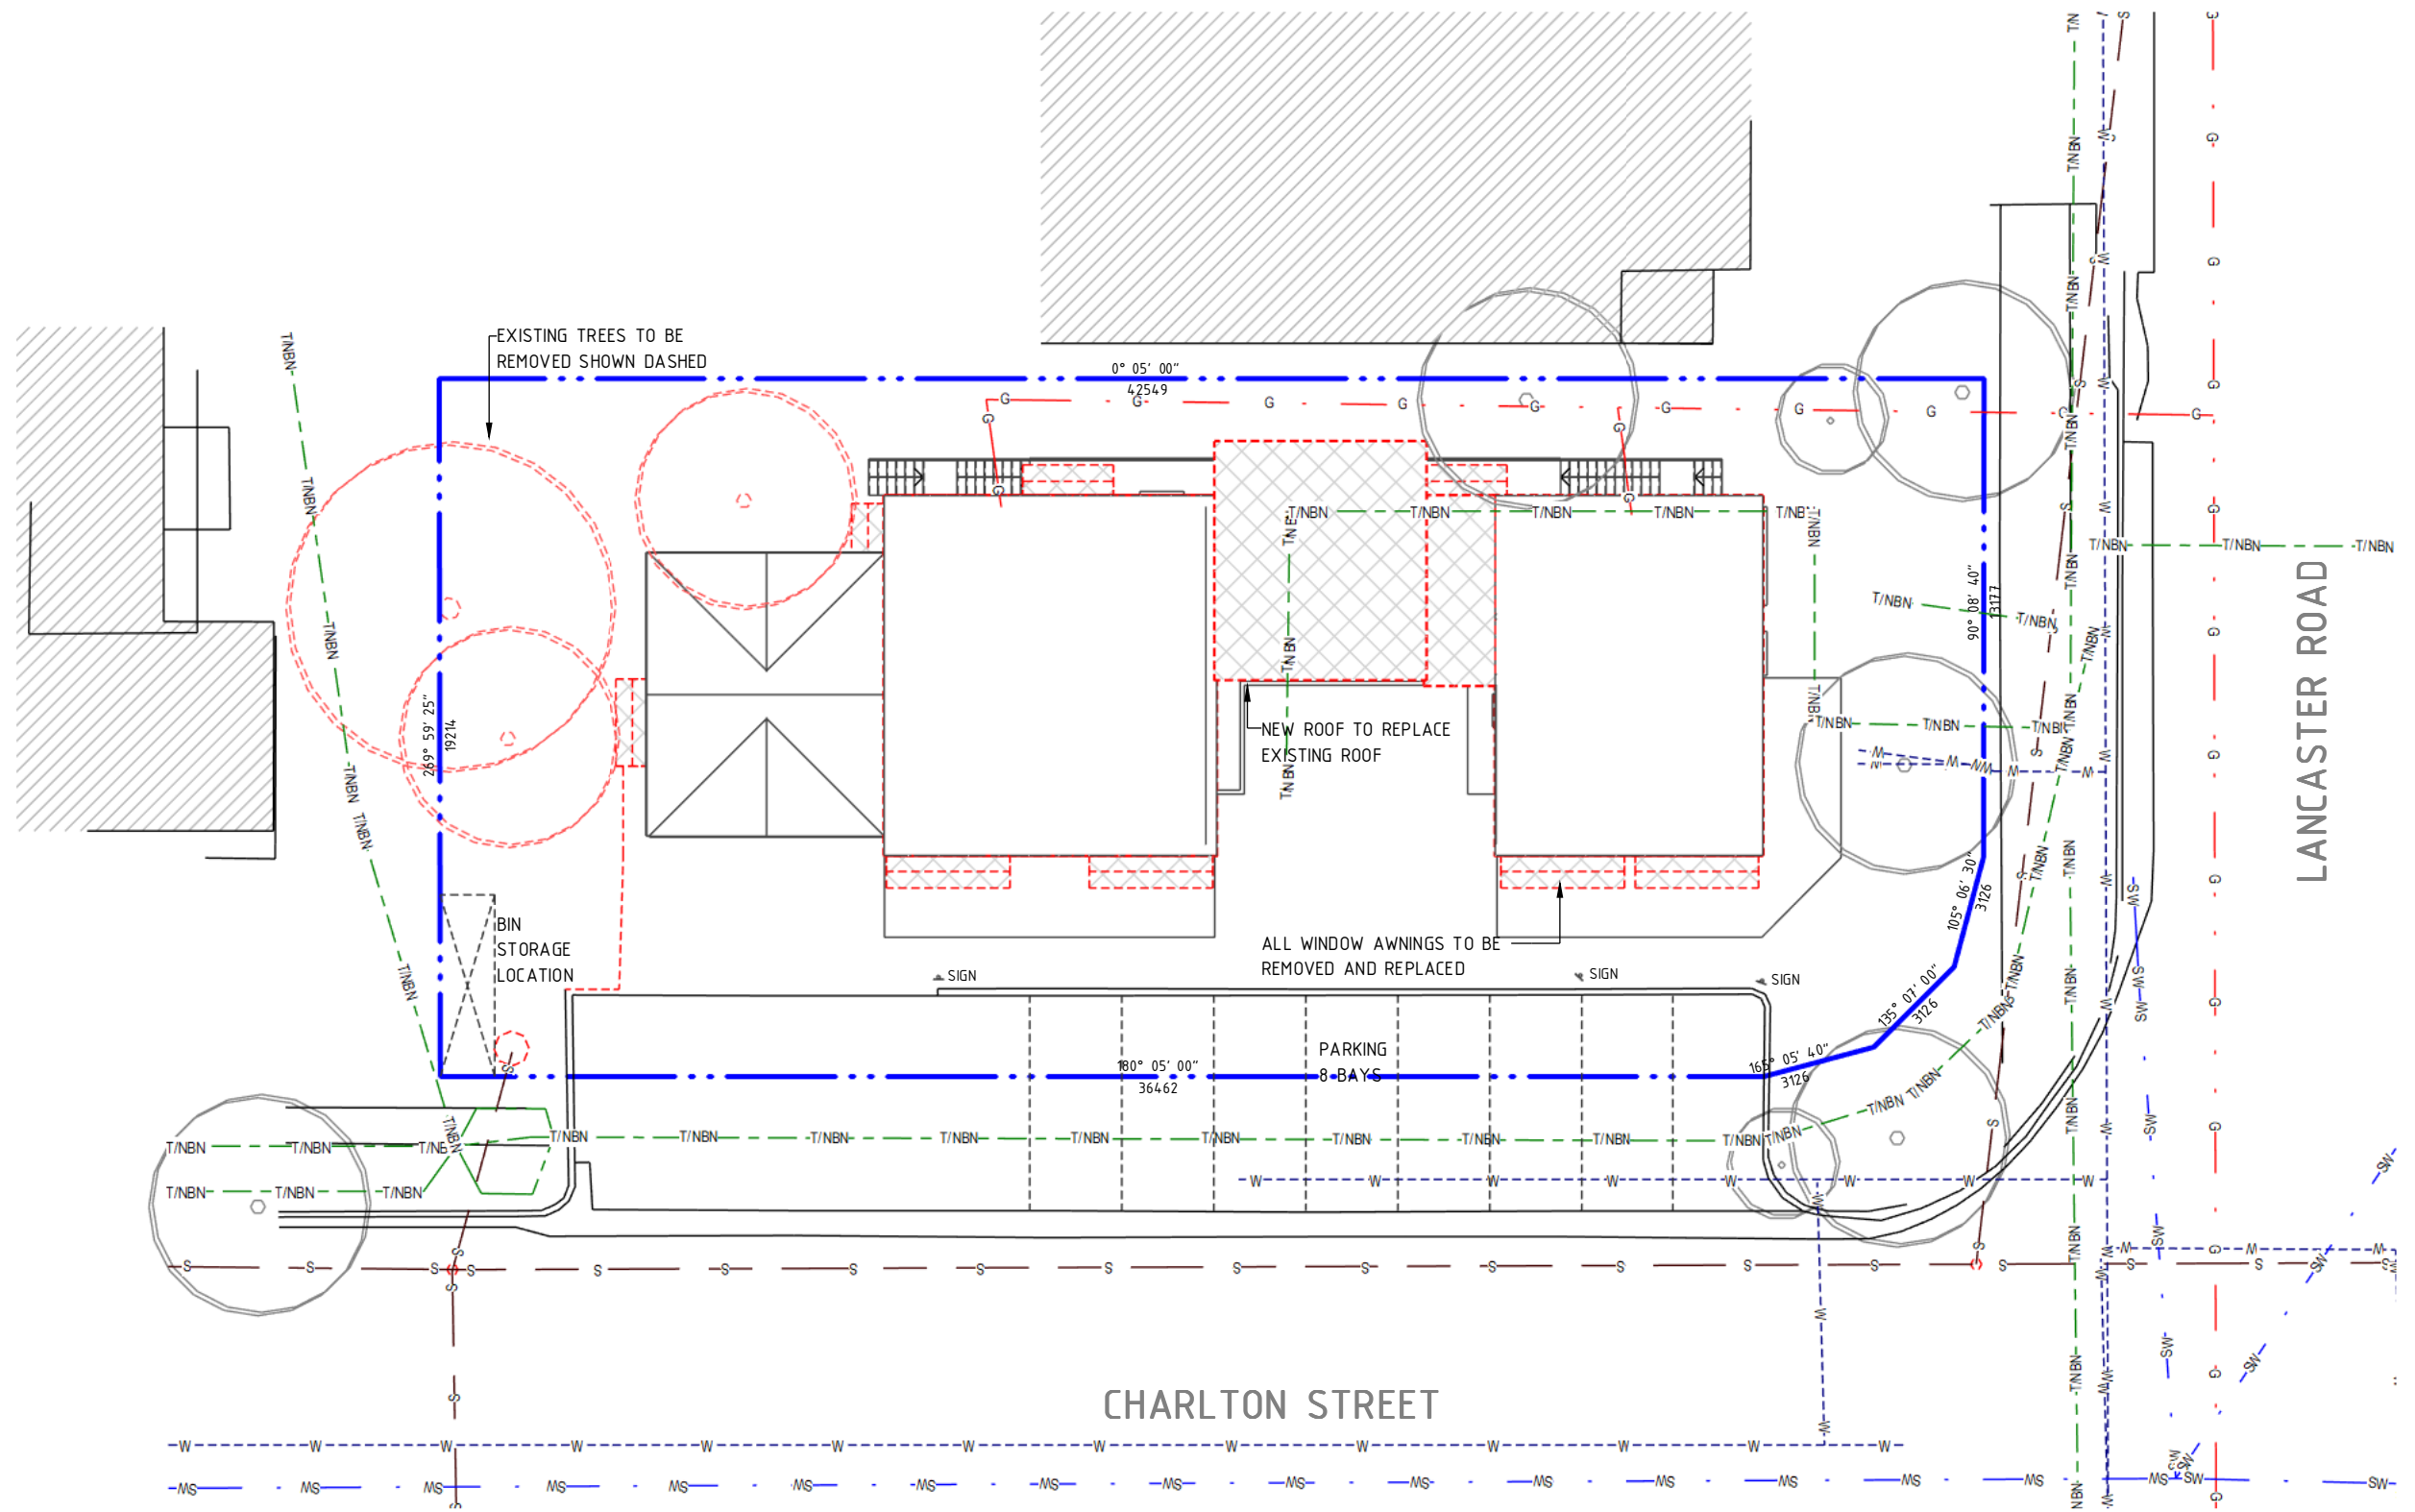 EXISTING TREES TO BE
REMOVED SHOWN DASHED
0° 05' 00"
42549
90° 08' 40"
13177
LANCASTER ROAD
269° 59' 25"
19214
NEW ROOF TO REPLACE
EXISTING ROOF
105° 06' 30"
3126
BIN
STORAGE
LOCATION
ALL WINDOW AWNINGS TO BE
REMOVED AND REPLACED
SIGN
SIGN
SIGN
135° 07' 00"
3126
PARKING
8 BAYS
180° 05' 00"
36462
165° 05' 40"
3126
T/NBN
G
W
S
SW
CHARLTON STREET